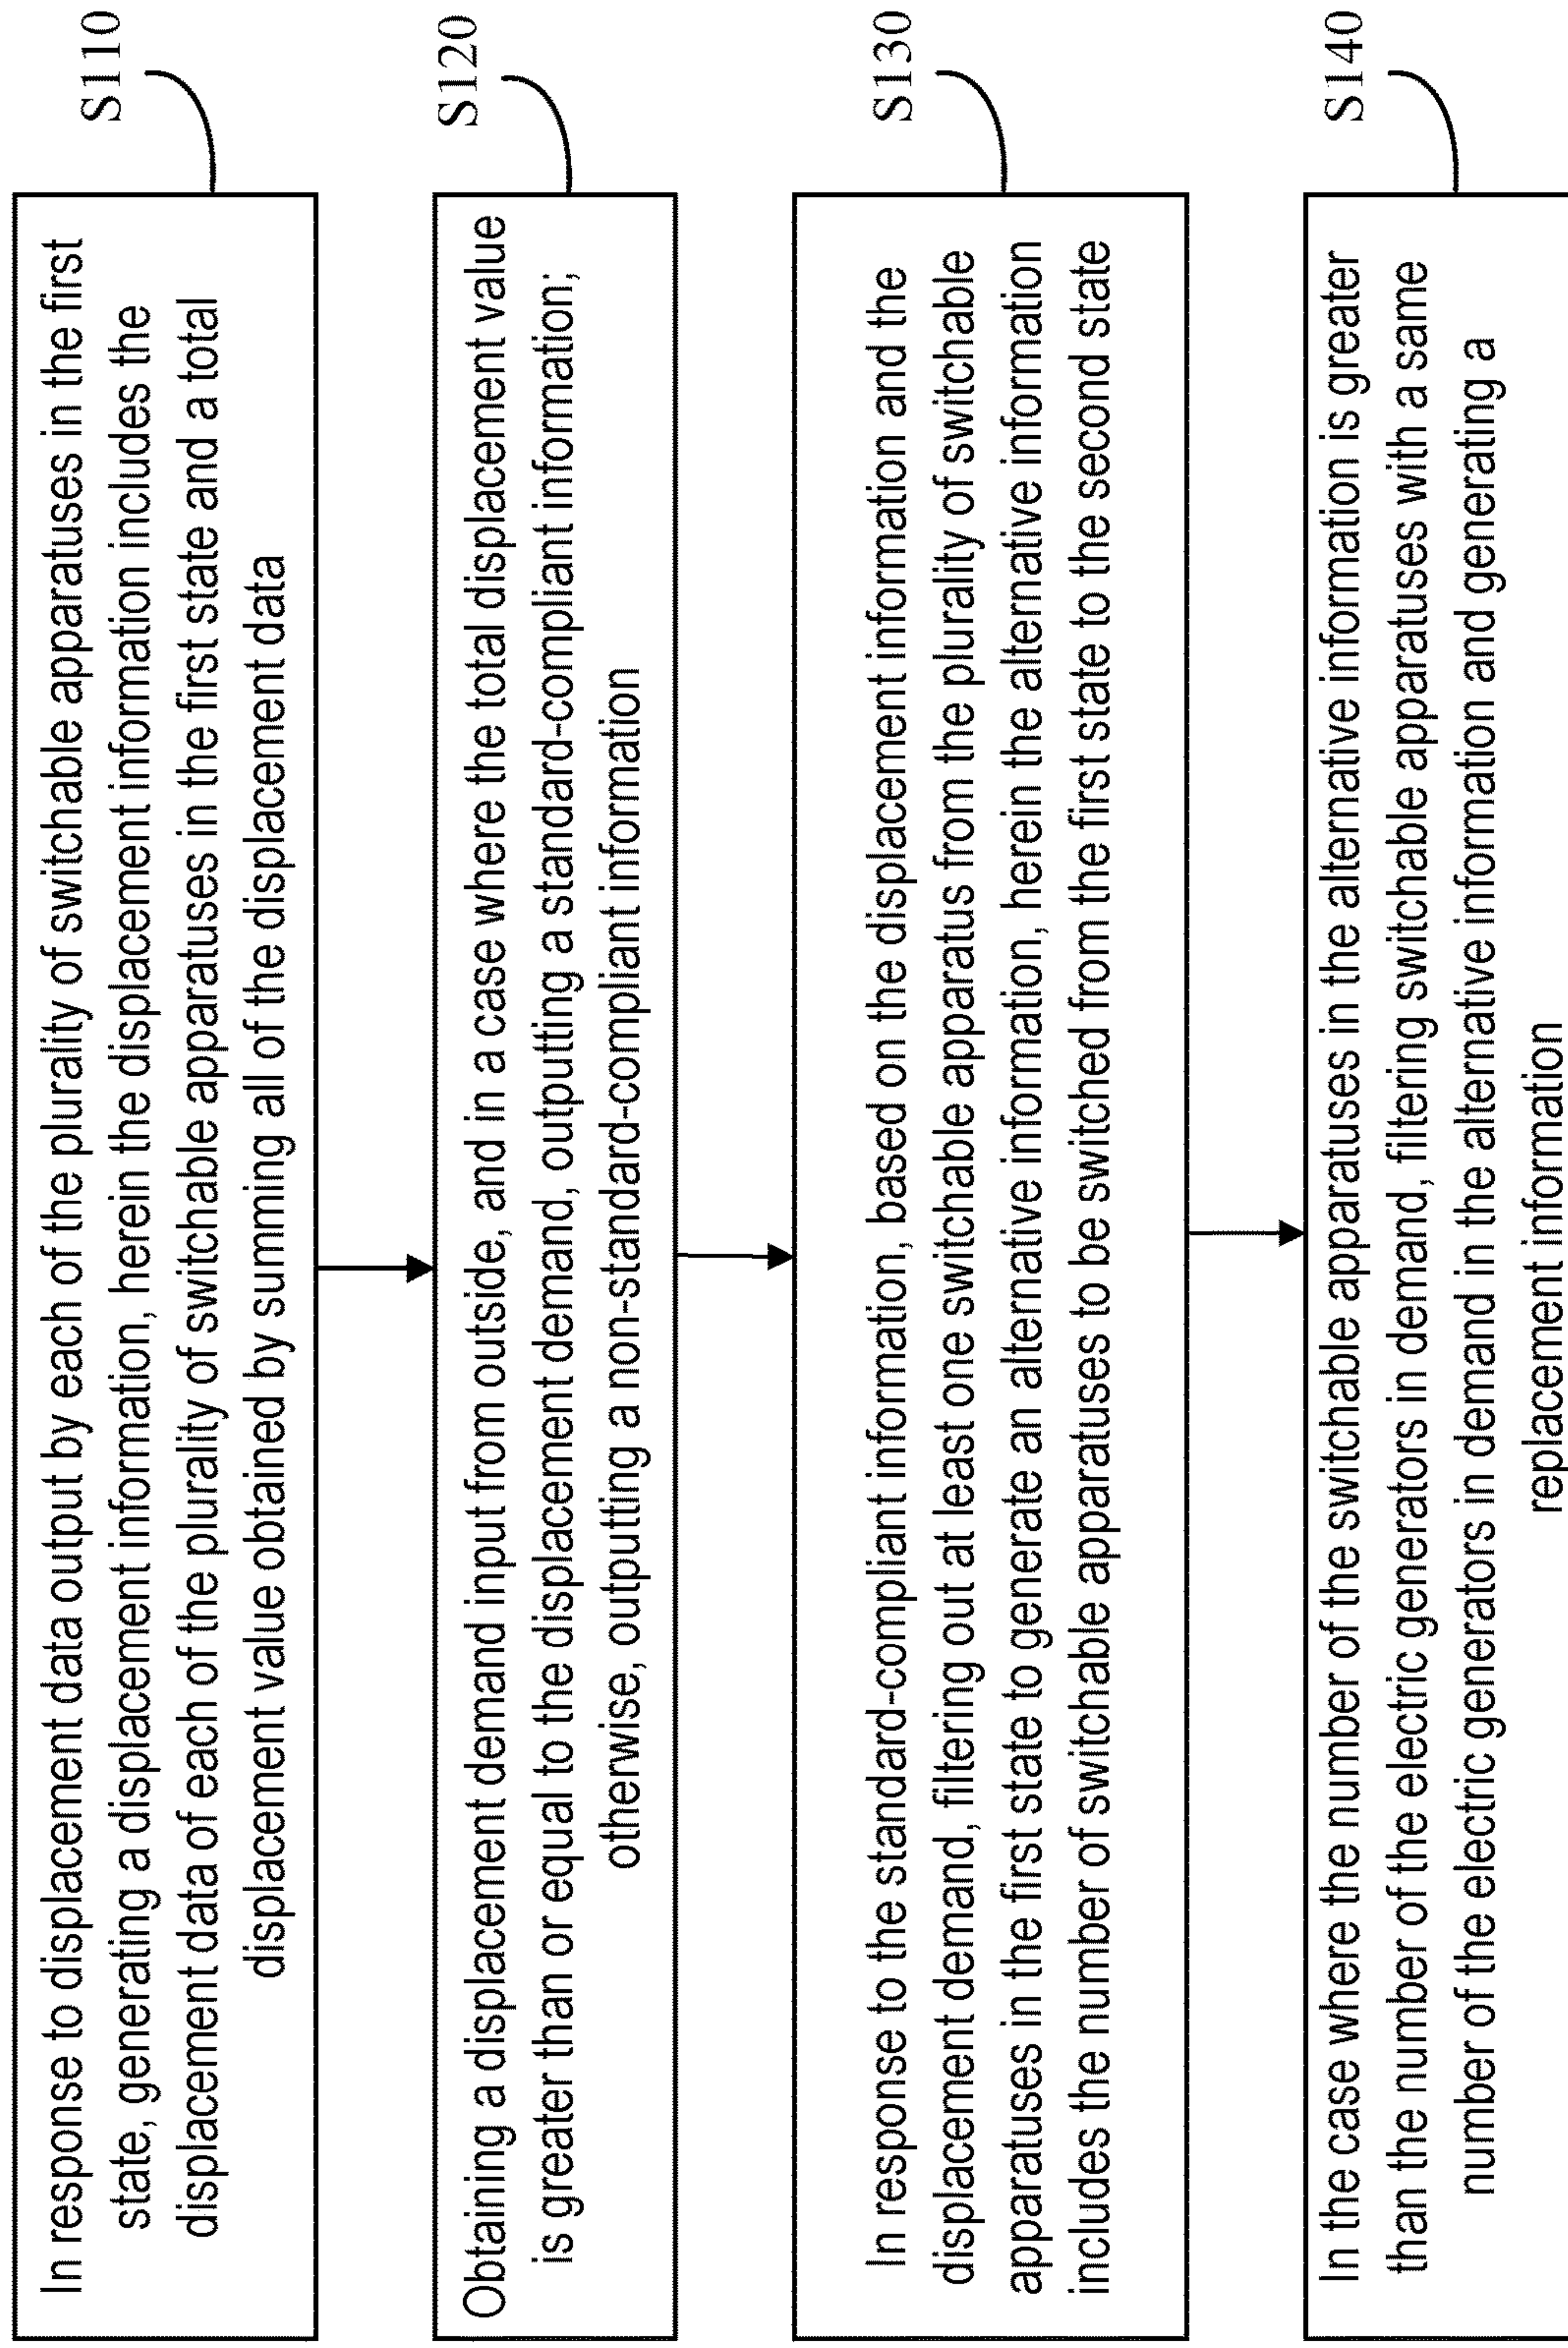 In response to displacement data output by each of the plurality of switchable apparatuses in the first
state, generating a displacement information, herein the displacement information includes the
displacement data of each of the plurality of switchable apparatuses in the first state and a total
displacement value obtained by summing all of the displacement data
S110
Obtaining a displacement demand input from outside, and in a case where the total displacement value
is greater than or equal to the displacement demand, outputting a standard-compliant information;
otherwise, outputting a non-standard-compliant information
S120
In response to the standard-compliant information, based on the displacement information and the
displacement demand, filtering out at least one switchable apparatus from the plurality of switchable
apparatuses in the first state to generate an alternative information, herein the alternative information
includes the number of switchable apparatuses to be switched from the first state to the second state
S130
In the case where the number of the switchable apparatuses in the alternative information is greater
than the number of the electric generators in demand, filtering switchable apparatuses with a same
number of the electric generators in demand in the alternative information and generating a
replacement information
S140